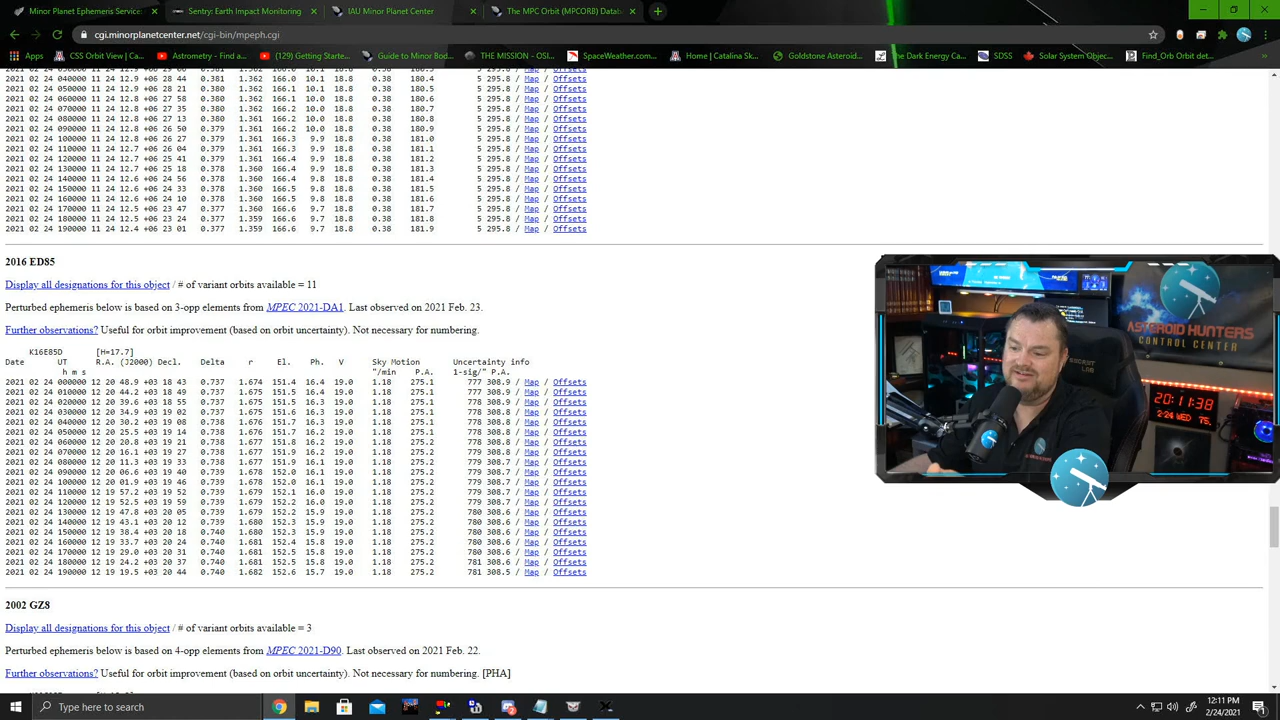 Minor Planet Ephemeris Service
Sentry: Earth Impact Monitoring
IAU Minor Planet Center
The MPC Orbit (MPCORB) Datab
cgi.minorplanetcenter.net/cgi-bin/mpeph.cgi
Apps
CSS Orbit View
Astrometry - Find a...
(129) Getting Starte...
Guide to Minor Bod...
THE MISSION - OSI...
SpaceWeather.com...
Home | Catalina Sk...
Goldstone Asteroid...
The Dark Energy Ca...
SDSS
Solar System Objec...
Find_Orb Orbit det...
2021 02 24 040000 11 24 12.9 +06 28 44 0.381 1.362 166.0 10.1 18.8 0.38 180.4 5 295.8 / Map / Offsets
2021 02 24 050000 11 24 12.9 +06 28 21 0.380 1.362 166.1 10.1 18.8 0.38 180.5 5 295.8 / Map / Offsets
2021 02 24 060000 11 24 12.8 +06 27 58 0.380 1.362 166.1 10.0 18.8 0.38 180.6 5 295.8 / Map / Offsets
2021 02 24 070000 11 24 12.8 +06 27 35 0.380 1.361 166.2 10.0 18.8 0.38 180.7 5 295.8 / Map / Offsets
2021 02 24 080000 11 24 12.8 +06 27 13 0.380 1.361 166.2 10.0 18.8 0.38 180.8 5 295.8 / Map / Offsets
2021 02 24 090000 11 24 12.8 +06 26 50 0.379 1.361 166.2 10.0 18.8 0.38 180.9 5 295.8 / Map / Offsets
2021 02 24 100000 11 24 12.8 +06 26 27 0.379 1.361 166.3 9.9 18.8 0.38 181.0 5 295.8 / Map / Offsets
2021 02 24 110000 11 24 12.7 +06 26 04 0.379 1.361 166.3 9.9 18.8 0.38 181.1 5 295.8 / Map / Offsets
2021 02 24 120000 11 24 12.7 +06 25 41 0.379 1.361 166.3 9.9 18.8 0.38 181.2 5 295.8 / Map / Offsets
2021 02 24 130000 11 24 12.7 +06 25 18 0.378 1.360 166.4 9.9 18.8 0.38 181.3 5 295.8 / Map / Offsets
2021 02 24 140000 11 24 12.6 +06 24 56 0.378 1.360 166.4 9.8 18.8 0.38 181.4 5 295.8 / Map / Offsets
2021 02 24 150000 11 24 12.6 +06 24 33 0.378 1.360 166.5 9.8 18.8 0.38 181.5 5 295.8 / Map / Offsets
2021 02 24 160000 11 24 12.6 +06 24 10 0.378 1.360 166.5 9.8 18.8 0.38 181.6 5 295.8 / Map / Offsets
2021 02 24 170000 11 24 12.5 +06 23 47 0.377 1.360 166.6 9.7 18.8 0.38 181.7 5 295.8 / Map / Offsets
2021 02 24 180000 11 24 12.5 +06 23 24 0.377 1.359 166.6 9.7 18.8 0.38 181.8 5 295.8 / Map / Offsets
2021 02 24 190000 11 24 12.4 +06 23 01 0.377 1.359 166.6 9.7 18.8 0.38 181.9 5 295.8 / Map / Offsets
2016 ED85
Display all designations for this object / # of variant orbits available = 11
Perturbed ephemeris below is based on 3-opp elements from MPEC 2021-DA1. Last observed on 2021 Feb. 23.
Further observations? Useful for orbit improvement (based on orbit uncertainty). Not necessary for numbering.
K16E85D [H=17.7]
Date UT R.A. (J2000) Decl. Delta r El. Ph. V Sky Motion Uncertainty info
h m s "/min P.A. 1-sig/" P.A.
2021 02 24 000000 12 20 48.9 +03 18 43 0.737 1.674 151.4 16.4 19.0 1.18 275.1 777 308.9 / Map / Offsets
2021 02 24 010000 12 20 44.2 +03 18 49 0.737 1.675 151.5 16.4 19.0 1.18 275.1 777 308.9 / Map / Offsets
2021 02 24 020000 12 20 39.6 +03 18 55 0.737 1.675 151.5 16.3 19.0 1.18 275.1 778 308.9 / Map / Offsets
2021 02 24 030000 12 20 34.9 +03 19 02 0.737 1.675 151.6 16.3 19.0 1.18 275.1 778 308.8 / Map / Offsets
2021 02 24 040000 12 20 30.2 +03 19 08 0.737 1.676 151.7 16.3 19.0 1.18 275.1 778 308.8 / Map / Offsets
2021 02 24 050000 12 20 25.5 +03 19 14 0.738 1.676 151.7 16.2 19.0 1.18 275.2 778 308.8 / Map / Offsets
2021 02 24 060000 12 20 20.8 +03 19 21 0.738 1.677 151.8 16.2 19.0 1.18 275.2 778 308.8 / Map / Offsets
2021 02 24 070000 12 20 16.1 +03 19 27 0.738 1.677 151.9 16.2 19.0 1.18 275.2 779 308.8 / Map / Offsets
2021 02 24 080000 12 20 11.3 +03 19 33 0.738 1.677 151.9 16.1 19.0 1.18 275.2 779 308.7 / Map / Offsets
2021 02 24 090000 12 20 06.6 +03 19 40 0.738 1.678 152.0 16.1 19.0 1.18 275.2 779 308.7 / Map / Offsets
2021 02 24 100000 12 20 01.9 +03 19 46 0.739 1.678 152.1 16.0 19.0 1.18 275.2 779 308.7 / Map / Offsets
2021 02 24 110000 12 19 57.2 +03 19 52 0.739 1.678 152.1 16.0 19.0 1.18 275.2 779 308.7 / Map / Offsets
2021 02 24 120000 12 19 52.5 +03 19 59 0.739 1.679 152.2 16.0 19.0 1.18 275.2 779 308.7 / Map / Offsets
2021 02 24 130000 12 19 47.8 +03 20 05 0.739 1.679 152.2 15.9 19.0 1.18 275.2 780 308.6 / Map / Offsets
2021 02 24 140000 12 19 43.1 +03 20 12 0.739 1.680 152.3 15.9 19.0 1.18 275.2 780 308.6 / Map / Offsets
2021 02 24 150000 12 19 38.4 +03 20 18 0.740 1.680 152.4 15.9 19.0 1.18 275.2 780 308.6 / Map / Offsets
2021 02 24 160000 12 19 33.7 +03 20 24 0.740 1.681 152.4 15.8 19.0 1.18 275.2 780 308.6 / Map / Offsets
2021 02 24 170000 12 19 29.0 +03 20 31 0.740 1.681 152.5 15.8 19.0 1.18 275.2 780 308.6 / Map / Offsets
2021 02 24 180000 12 19 24.2 +03 20 37 0.740 1.681 152.5 15.8 19.0 1.18 275.2 781 308.6 / Map / Offsets
2021 02 24 190000 12 19 19.5 +03 20 44 0.740 1.682 152.6 15.7 19.0 1.18 275.2 781 308.5 / Map / Offsets
ASTEROID HUNTERS
CONTROL CENTER
ROCKET LAB
20:11:38
2-24 WED 75.
2002 GZ8
Display all designations for this object / # of variant orbits available = 3
Perturbed ephemeris below is based on 4-opp elements from MPEC 2021-D90. Last observed on 2021 Feb. 22.
Further observations? Useful for orbit improvement (based on orbit uncertainty). Not necessary for numbering. [PHA]
Type here to search
12:11 PM
2/24/2021